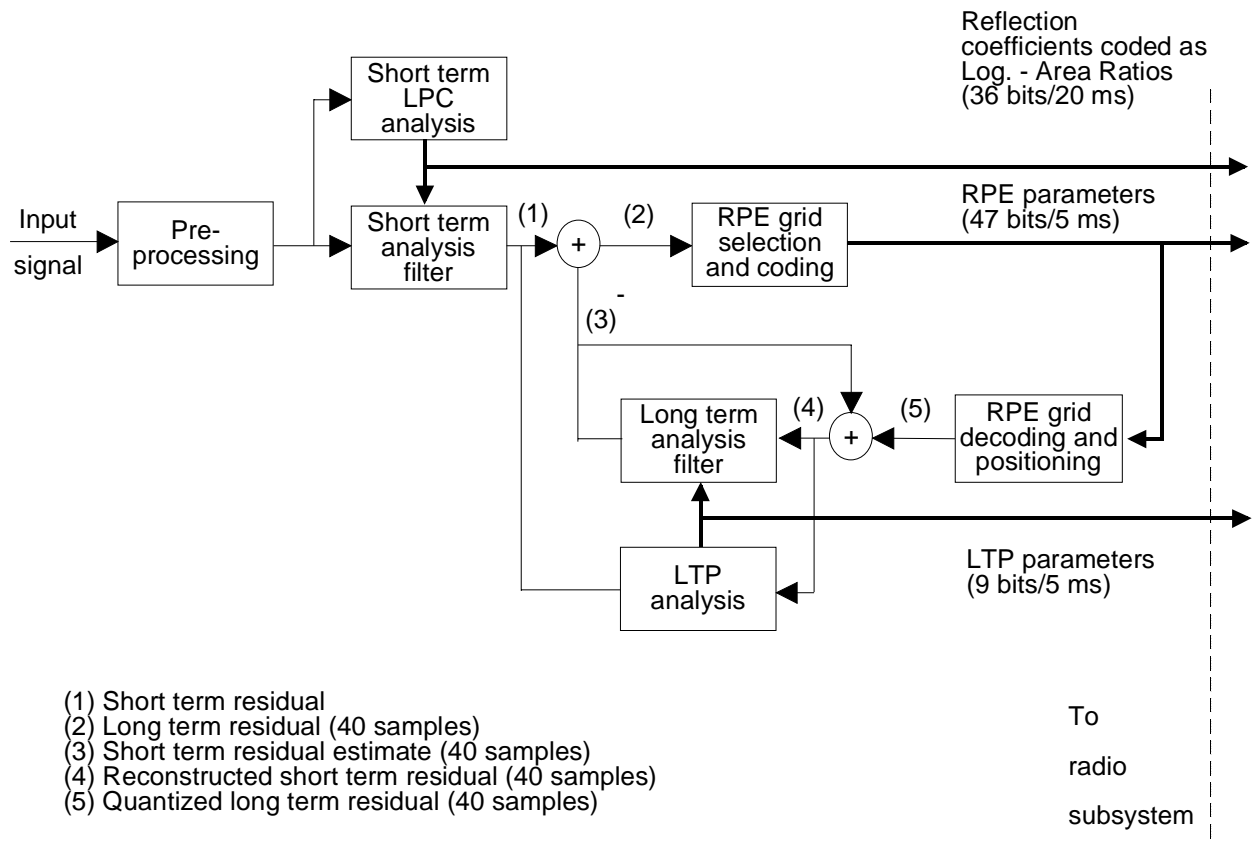 Reflection
coefficients coded as
Log. - Area Ratios
(36 bits/20 ms)
Short term
LPC
analysis
Input
signal
Pre-
processing
Short term
analysis
filter
(1)
+
(2)
RPE grid
selection
and coding
RPE parameters
(47 bits/5 ms)
-
(3)
Long term
analysis
filter
(4)
+
(5)
RPE grid
decoding and
positioning
LTP
analysis
LTP parameters
(9 bits/5 ms)
(1) Short term residual
(2) Long term residual (40 samples)
(3) Short term residual estimate (40 samples)
(4) Reconstructed short term residual (40 samples)
(5) Quantized long term residual (40 samples)
To
radio
subsystem